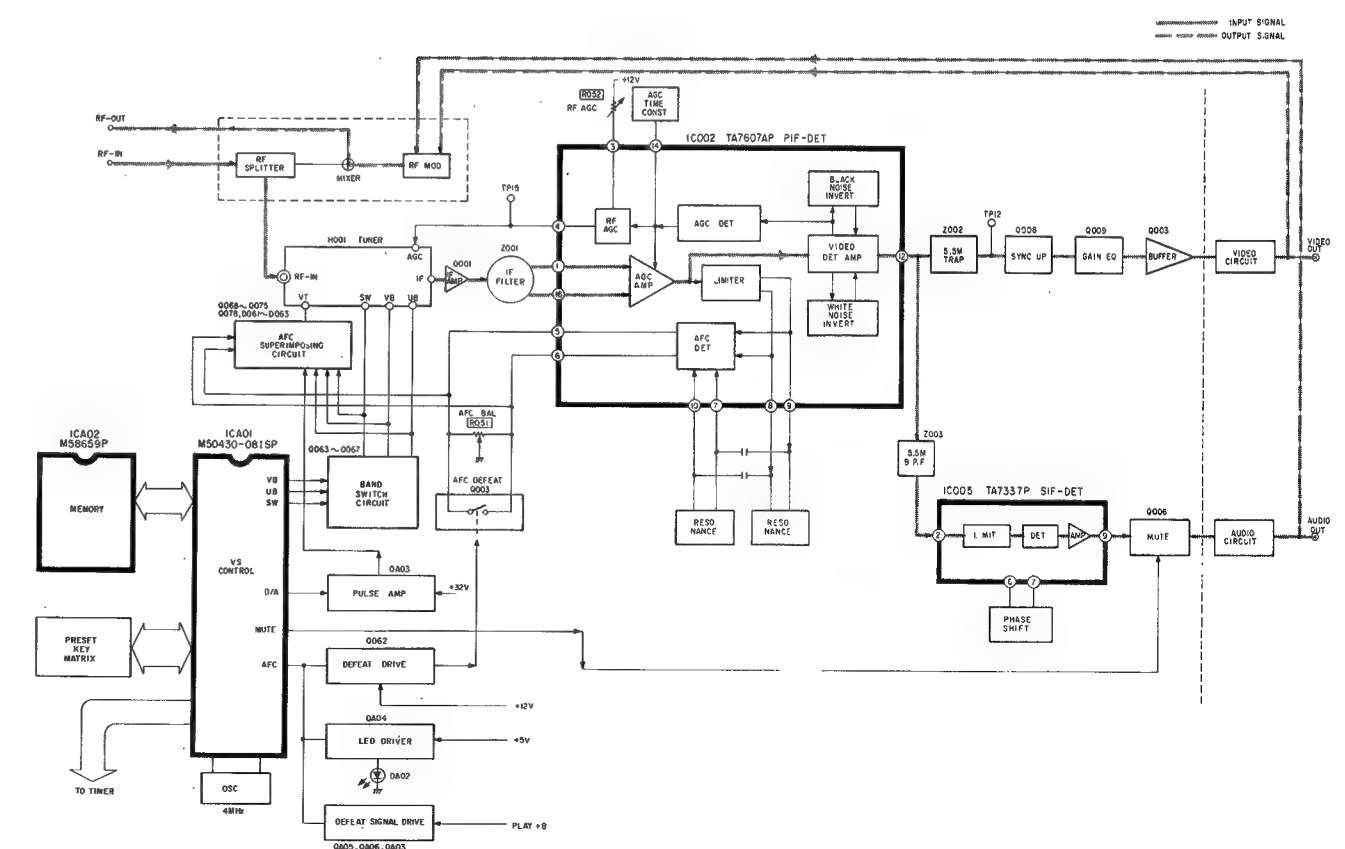 INPUT SIGNAL
OUTPUT SIGNAL
+12V
R052
RF AGC
AGC
TIME
CONST
RF-OUT
RF-IN
RF
SPLITTER
MIXER
RF MOD
IC002 TA7607AP PIF-DET
3
14
BLACK
NOISE
INVERT
TP15
4
RF
AGC
AGC DET
VIDEO
DET AMP
12
TP12
Z002
5.5M
TRAP
Q008
SYNC UP
Q009
GAIN EQ
Q003
BUFFER
VIDEO
CIRCUIT
VIDEO
OUT
H001 TUNER
AGC
RF-IN
IF
VT
SW
VB
UB
Q001
IF
AMP
Z001
IF
FILTER
1
16
AGC
AMP
LIMITER
WHITE
NOISE
INVERT
Q068~Q075
Q078,D061~D063
AFC
SUPERIMPOSING
CIRCUIT
5
6
AFC
DET
10
7
8
9
AFC BAL
R051
Z003
5.5M
B P.F
ICA02
M58659P
MEMORY
ICA01
M50430-081SP
VB
UB
SW
Q063~Q067
BAND
SWITCH
CIRCUIT
AFC DEFEAT
Q003
RESO
NANCE
RESO
NANCE
IC005 TA7337P SIF-DET
2
LIMIT
DET
AMP
9
6
7
PHASE
SHIFT
Q006
MUTE
AUDIO
CIRCUIT
AUDIO
OUT
VS
CONTROL
D/A
QA03
PULSE AMP
+32V
PRESET
KEY
MATRIX
MUTE
AFC
Q062
DEFEAT DRIVE
+12V
QA04
LED DRIVER
+5V
DA02
TO TIMER
OSC
4MHz
DEFEAT SIGNAL DRIVE
PLAY +8
QA05,QA06,DA03